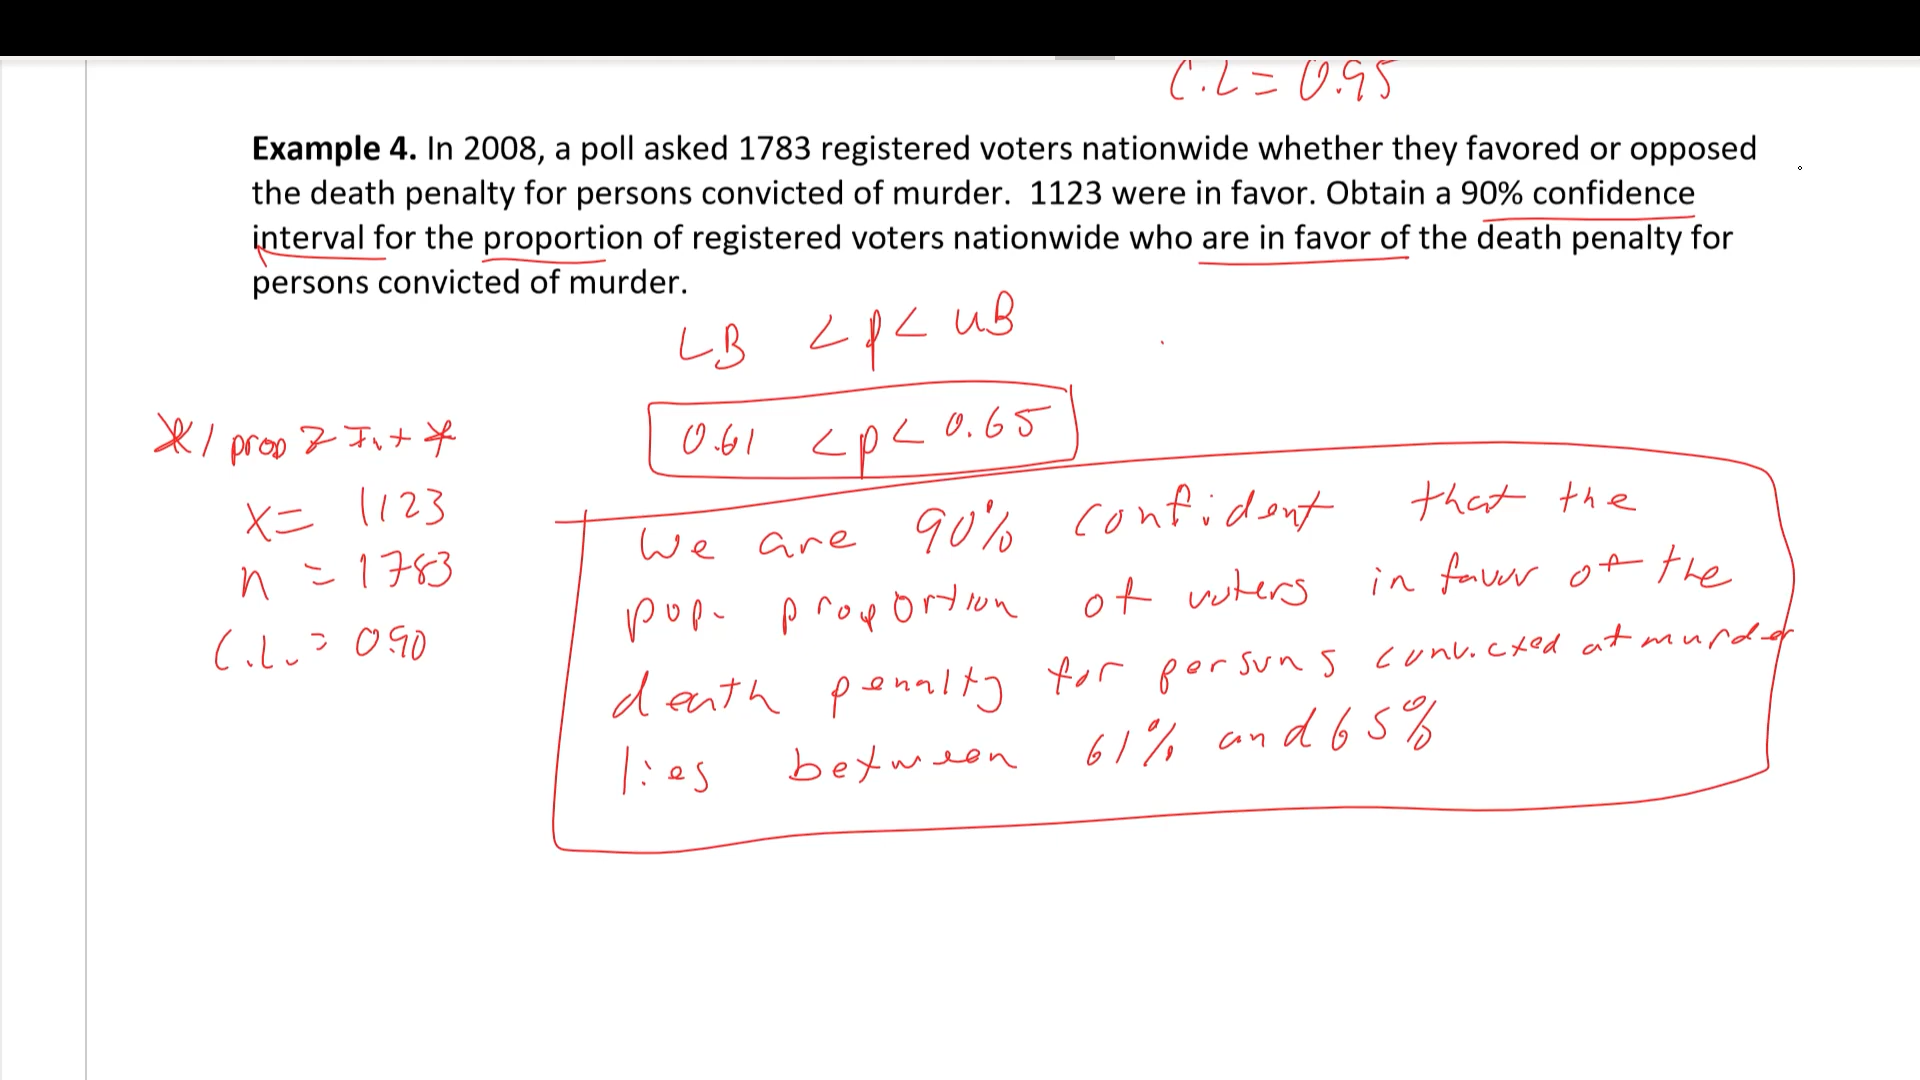 C.L = 0.95
Example 4. In 2008, a poll asked 1783 registered voters nationwide whether they favored or opposed
the death penalty for persons convicted of murder. 1123 were in favor. Obtain a 90% confidence
interval for the proportion of registered voters nationwide who are in favor of the death penalty for
persons convicted of murder.
LB < p < uB
0.61 < p < 0.65
* 1 prop Z Int *
x = 1123
n = 1783
C.L. = 0.90
We are 90% confident that the
pop. proportion of voters in favor of the
death penalty for persons convicted of murder
lies between 61% and 65%